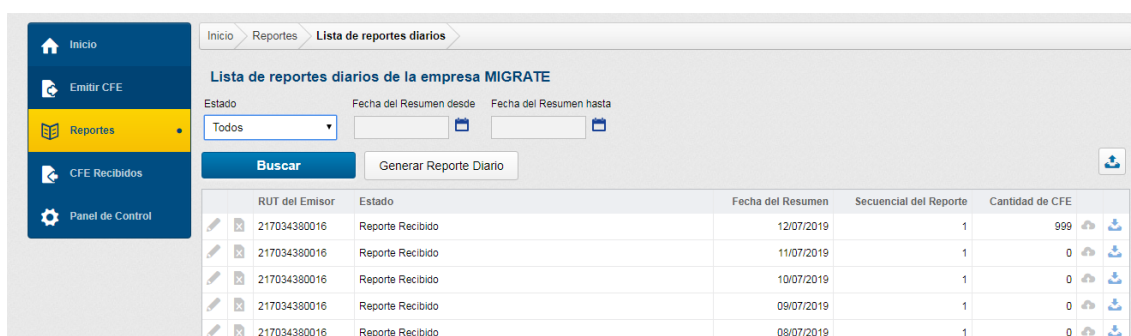 Inicio
Emitir CFE
Reportes
CFE Recibidos
Panel de Control
Inicio Reportes Lista de reportes diarios
Lista de reportes diarios de la empresa MIGRATE
Estado Fecha del Resumen desde Fecha del Resumen hasta
Todos
Buscar Generar Reporte Diario
RUT del Emisor Estado Fecha del Resumen Secuencial del Reporte Cantidad de CFE
217034380016 Reporte Recibido 12/07/2019 1 999
217034380016 Reporte Recibido 11/07/2019 1 0
217034380016 Reporte Recibido 10/07/2019 1 0
217034380016 Reporte Recibido 09/07/2019 1 0
217034380016 Reporte Recibido 08/07/2019 1 0